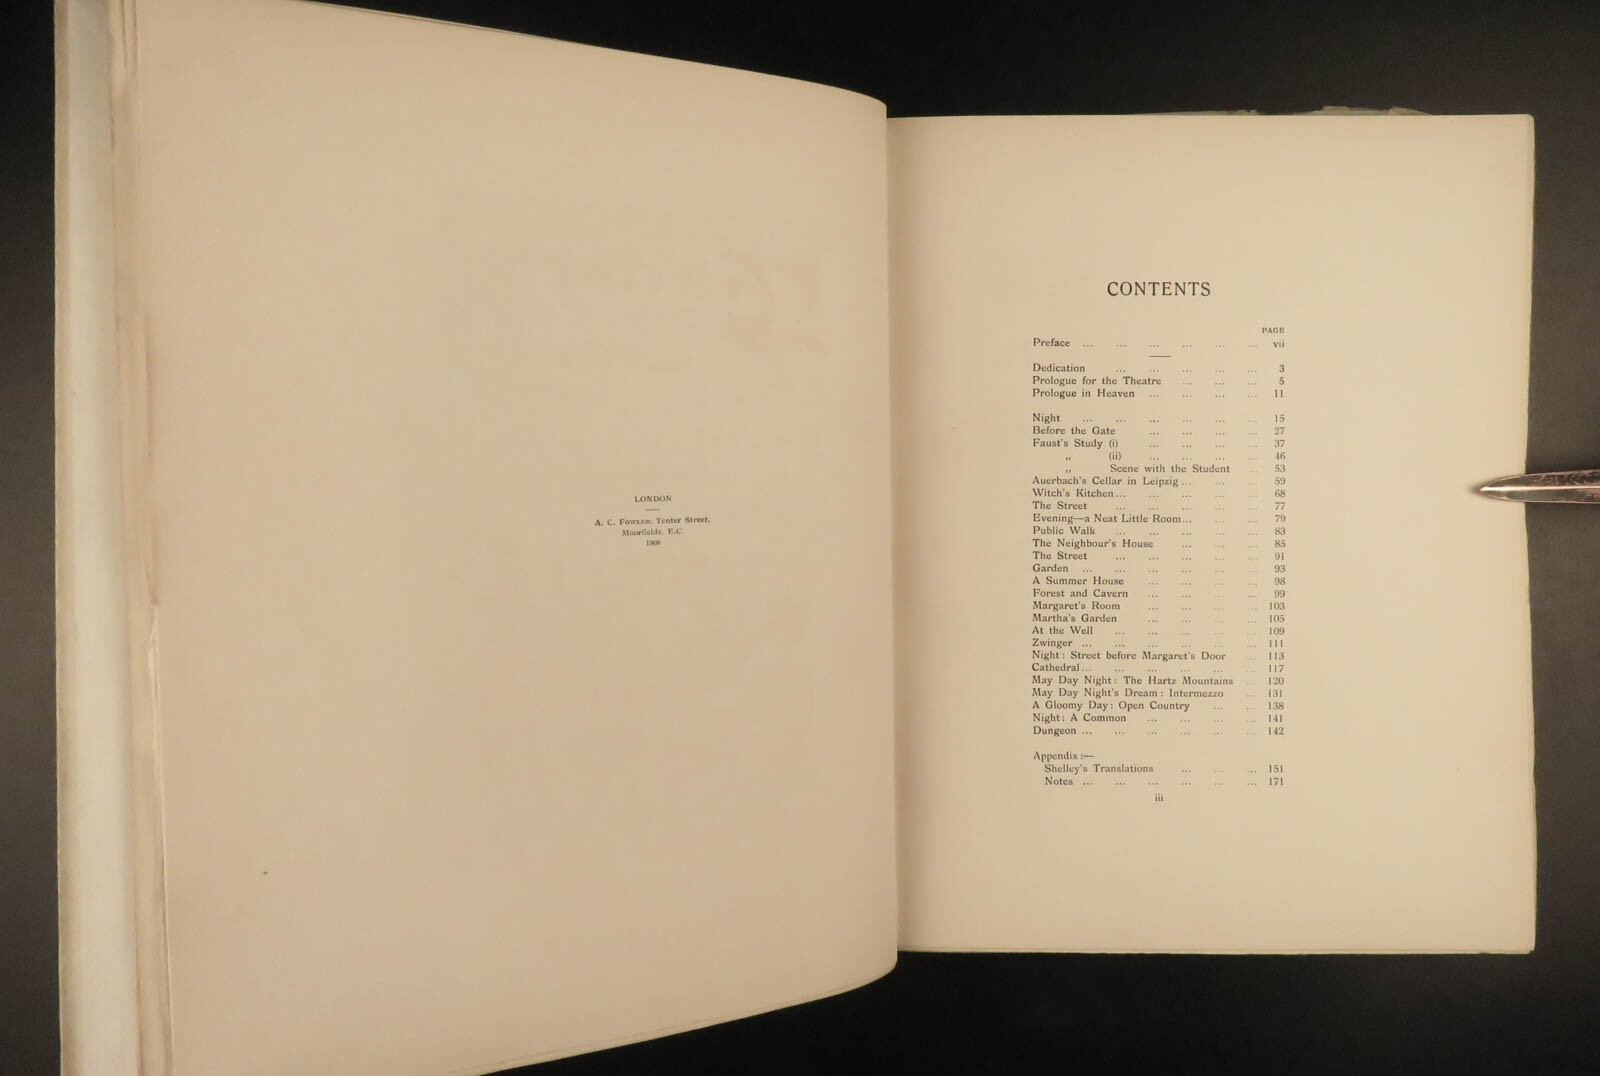 LONDON
A. C. Fowler, Tenter Street,
Moorfields, E.C.
1908
CONTENTS
PAGE
Preface ... ... ... ... ... ... vii
Dedication ... ... ... ... ... 3
Prologue for the Theatre ... ... ... 5
Prologue in Heaven ... ... ... ... 11
Night ... ... ... ... ... ... 15
Before the Gate ... ... ... ... 27
Faust's Study (i) ... ... ... ... 37
„ (ii) ... ... ... ... 46
„ Scene with the Student ... 53
Auerbach's Cellar in Leipzig ... ... ... 59
Witch's Kitchen ... ... ... ... ... 68
The Street ... ... ... ... ... 77
Evening—a Neat Little Room ... ... ... 79
Public Walk ... ... ... ... ... 83
The Neighbour's House ... ... ... 85
The Street ... ... ... ... ... 91
Garden ... ... ... ... ... ... 93
A Summer House ... ... ... ... 98
Forest and Cavern ... ... ... ... 99
Margaret's Room ... ... ... ... 103
Martha's Garden ... ... ... ... 105
At the Well ... ... ... ... ... 109
Zwinger ... ... ... ... ... ... 111
Night: Street before Margaret's Door ... 113
Cathedral ... ... ... ... ... ... 117
May Day Night: The Hartz Mountains ... 120
May Day Night's Dream: Intermezzo ... 131
A Gloomy Day: Open Country ... ... 138
Night: A Common ... ... ... ... 141
Dungeon ... ... ... ... ... ... 142
Appendix:—
Shelley's Translations ... ... ... 151
Notes ... ... ... ... ... ... 171
iii